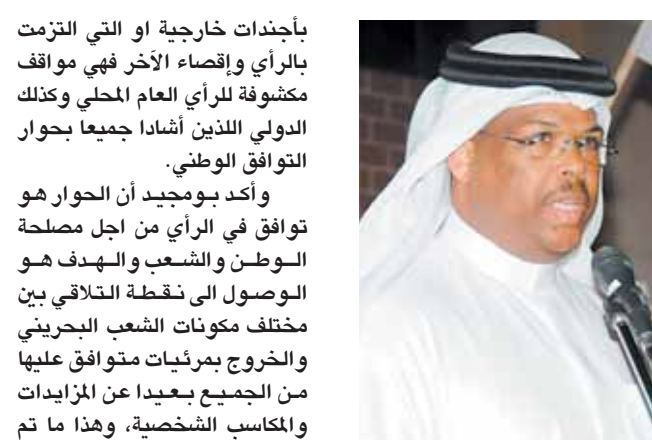 بأجندات خارجية او التي التزمت
بالرأي وإقصاء الآخر فهي مواقف
مكشوفة للرأي العام المحلي وكذلك
الدولي اللذين أشادا جميعا بحوار
التوافق الوطني.
وأكد بومجيد أن الحوار هو
توافق في الرأي من اجل مصلحة
الوطن والشعب والهدف هو
الوصول الى نقطة التلاقي بين
مختلف مكونات الشعب البحريني
والخروج بمرئيات متوافق عليها
من الجميع بعيدا عن المزايدات
والمكاسب الشخصية، وهذا ما تم